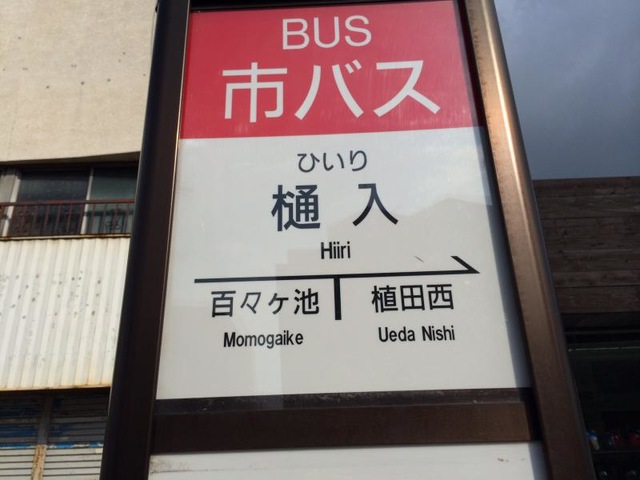 BUS
市バス
ひいり
樋入
Hiiri
百々ヶ池 植田西
Momogaike Ueda Nishi